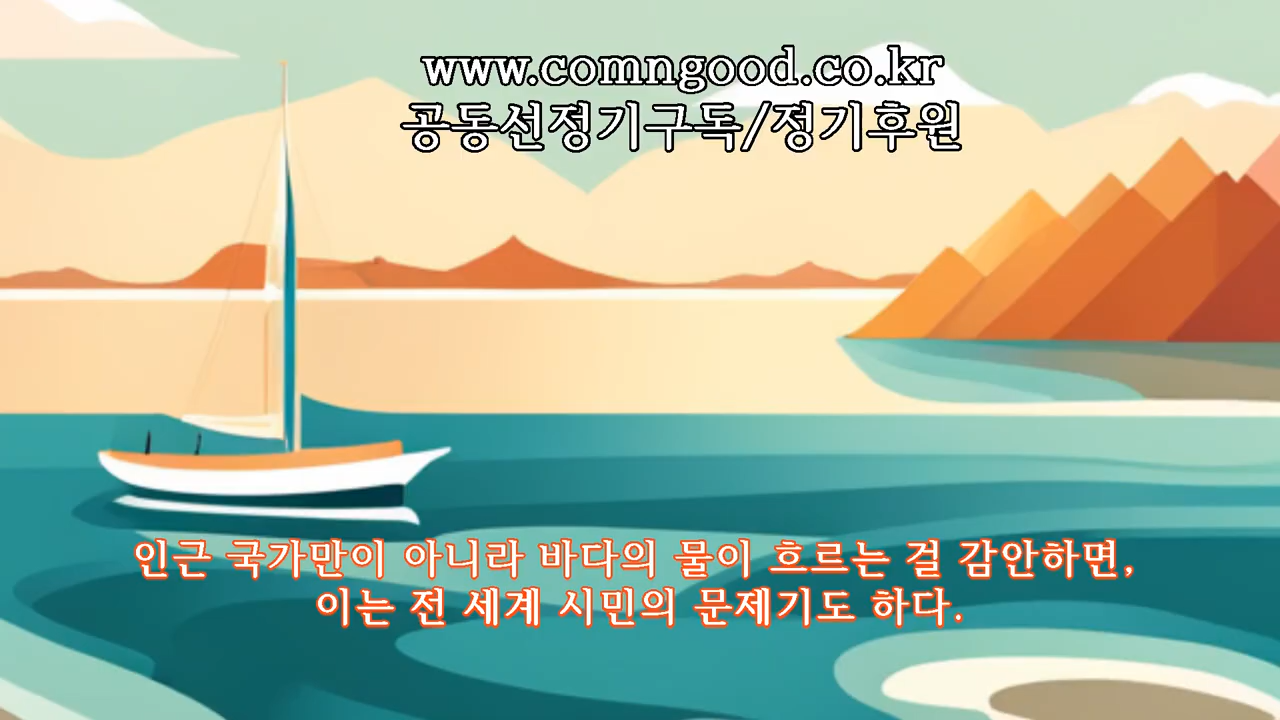 www.comngood.co.kr
공동선정기구독/정기후원
인근 국가만이 아니라 바다의 물이 흐르는 걸 감안하면,
이는 전 세계 시민의 문제기도 하다.